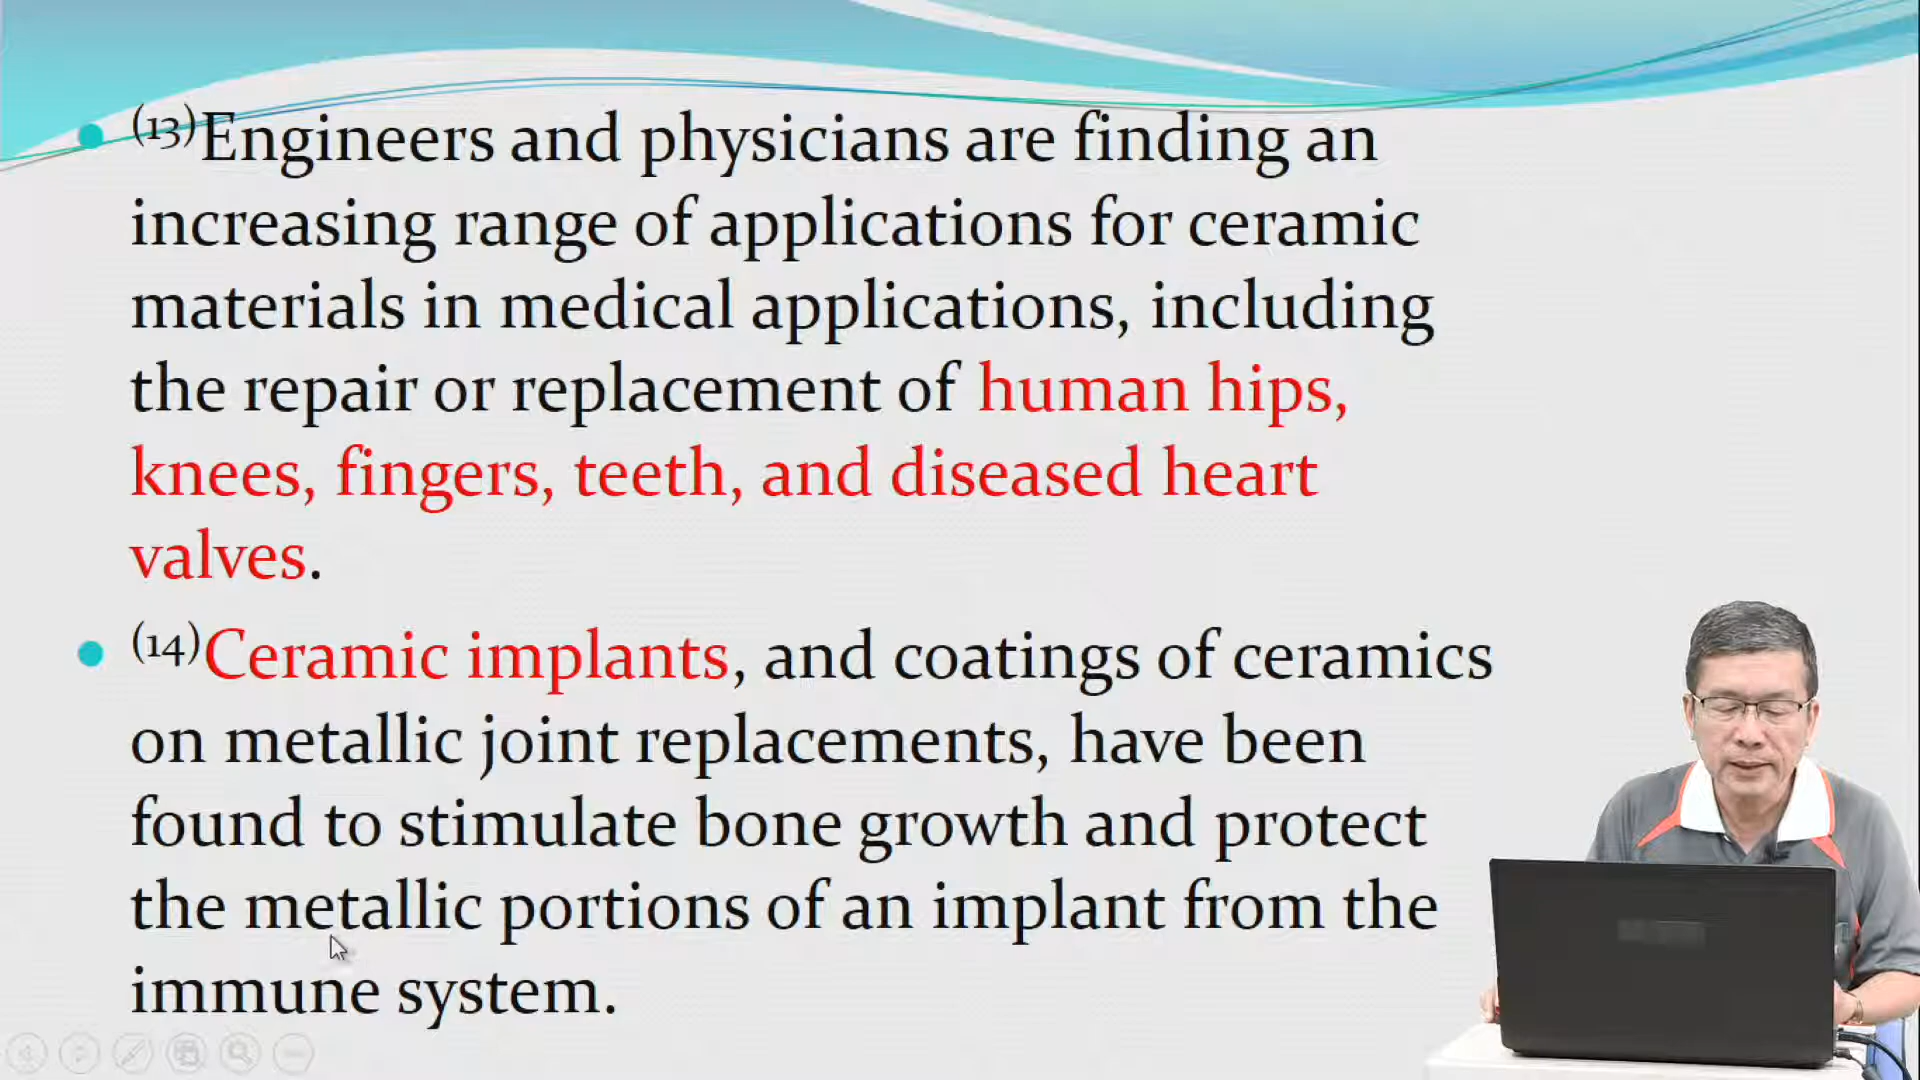 (13)Engineers and physicians are finding an
increasing range of applications for ceramic
materials in medical applications, including
the repair or replacement of human hips,
knees, fingers, teeth, and diseased heart
valves.
(14)Ceramic implants, and coatings of ceramics
on metallic joint replacements, have been
found to stimulate bone growth and protect
the metallic portions of an implant from the
immune system.